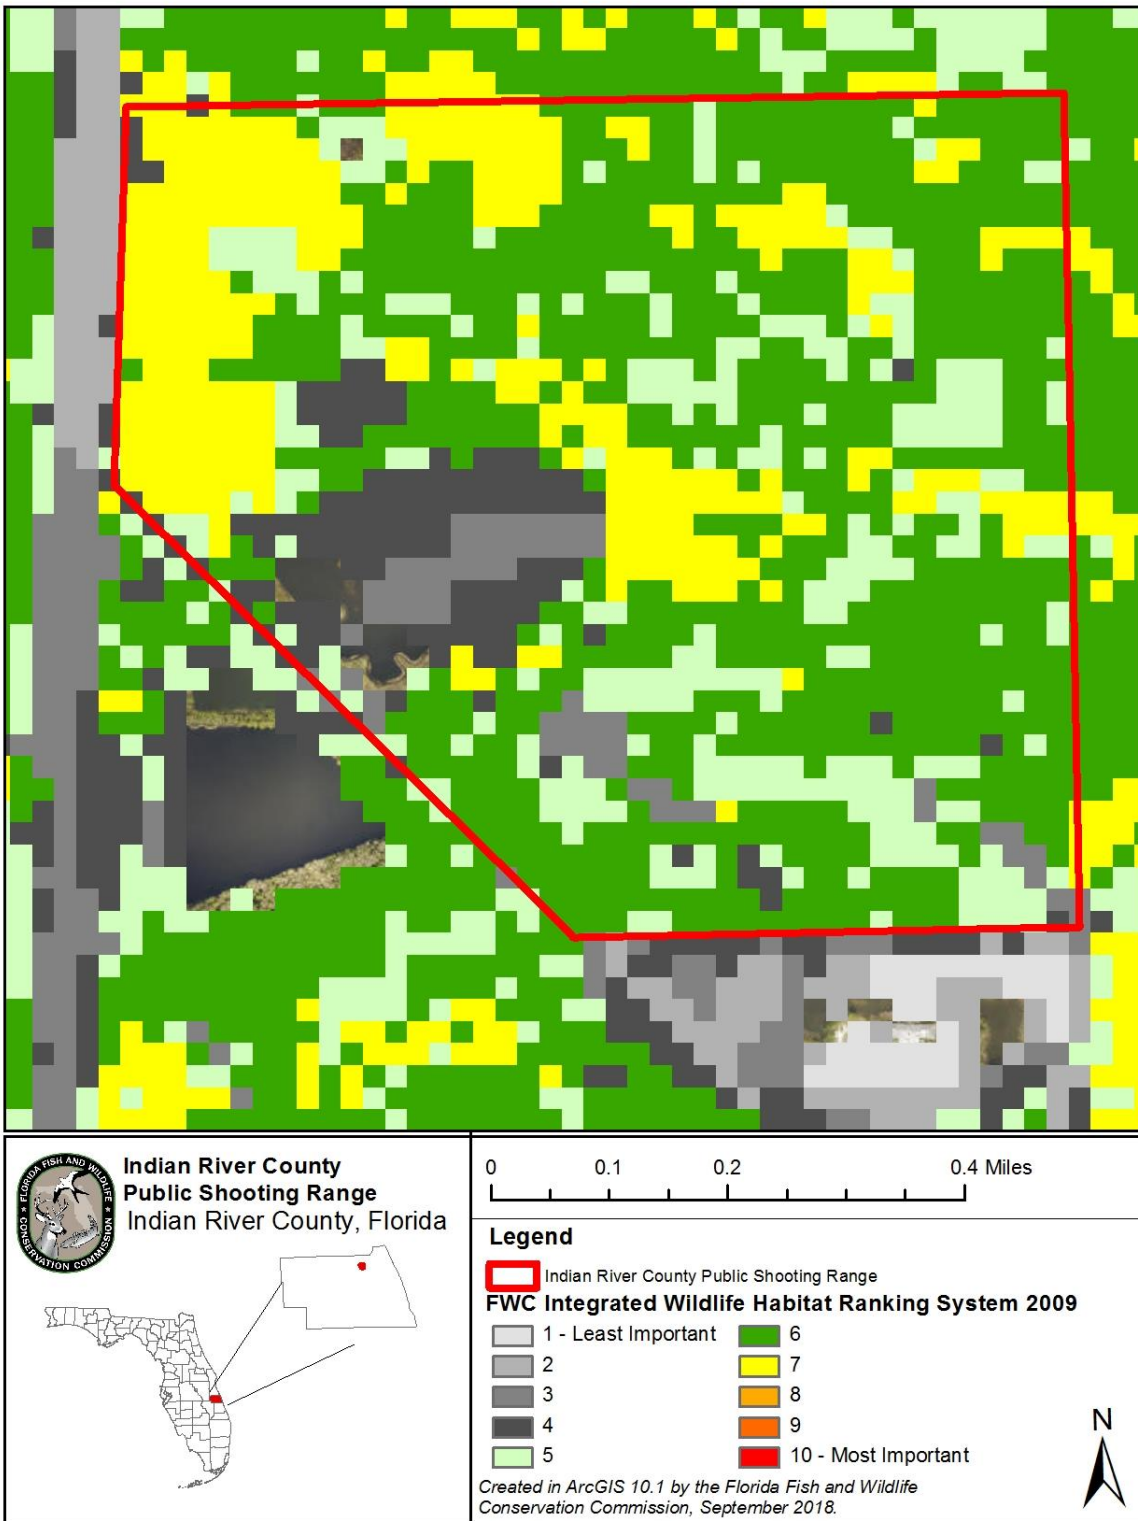 FLORIDA FISH AND WILDLIFE
CONSERVATION COMMISSION
Indian River County
Public Shooting Range
Indian River County, Florida
0 0.1 0.2 0.4 Miles
Legend
Indian River County Public Shooting Range
FWC Integrated Wildlife Habitat Ranking System 2009
1 - Least Important
2
3
4
5
6
7
8
9
10 - Most Important
N
Created in ArcGIS 10.1 by the Florida Fish and Wildlife
Conservation Commission, September 2018.